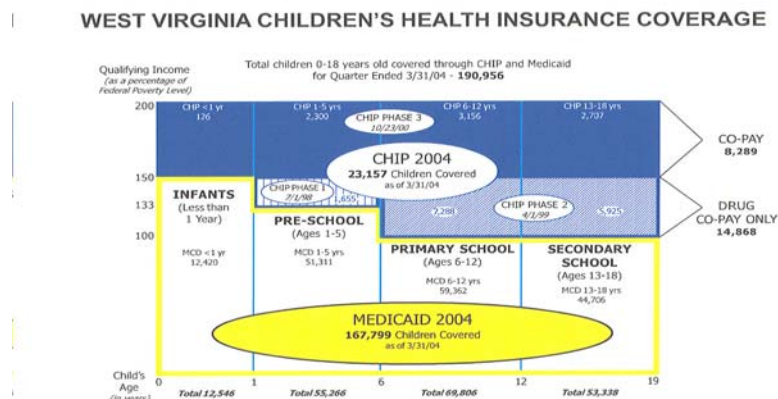 WEST VIRGINIA CHILDREN'S HEALTH INSURANCE COVERAGE
Total children 0-18 years old covered through CHIP and Medicaid
for Quarter Ended 3/31/04 - 190,956
Qualifying Income
(as a percentage of
Federal Poverty Level)
200
150
133
100
CHP <1 yr
126
CHP 1-5 yrs
2,300
CHP 6-12 yrs
3,156
CHP 13-18 yrs
2,707
CHIP PHASE 3
10/23/00
CHIP 2004
23,157 Children Covered
as of 3/31/04
CO-PAY
8,289
CHIP PHASE 1
7/1/98
1,655
7,288
CHIP PHASE 2
4/1/99
5,925
DRUG
CO-PAY ONLY
14,868
INFANTS
(Less than
1 Year)
MCD <1 yr
12,420
PRE-SCHOOL
(Ages 1-5)
MCD 1-5 yrs
51,311
PRIMARY SCHOOL
(Ages 6-12)
MCD 6-12 yrs
59,362
SECONDARY
SCHOOL
(Ages 13-18)
MCD 13-18 yrs
44,706
MEDICAID 2004
167,799 Children Covered
as of 3/31/04
Child's
Age
(in years)
0
1
6
12
19
Total 12,546
Total 55,266
Total 69,806
Total 53,338